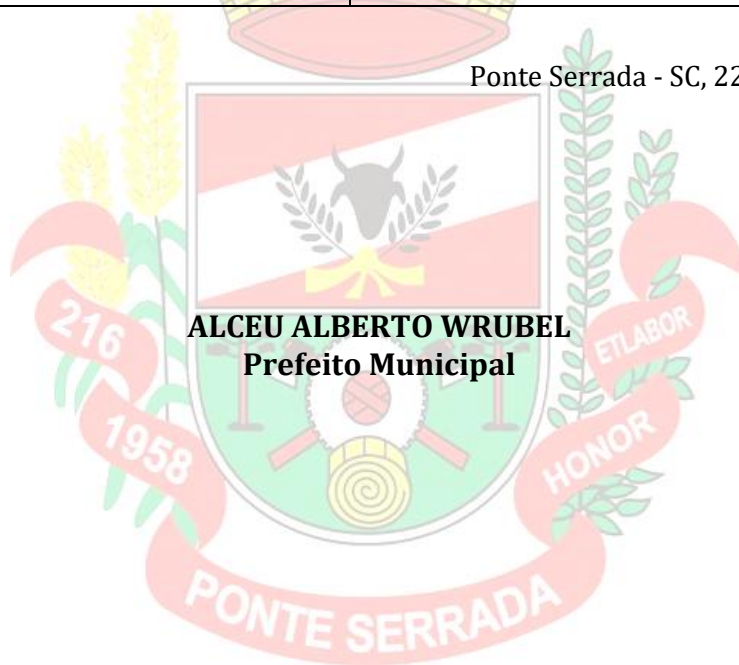 Ponte Serrada - SC, 22
ALCEU ALBERTO WRUBEL
Prefeito Municipal
216
1958
PONTE SERRADA
HONOR
ETLABOR